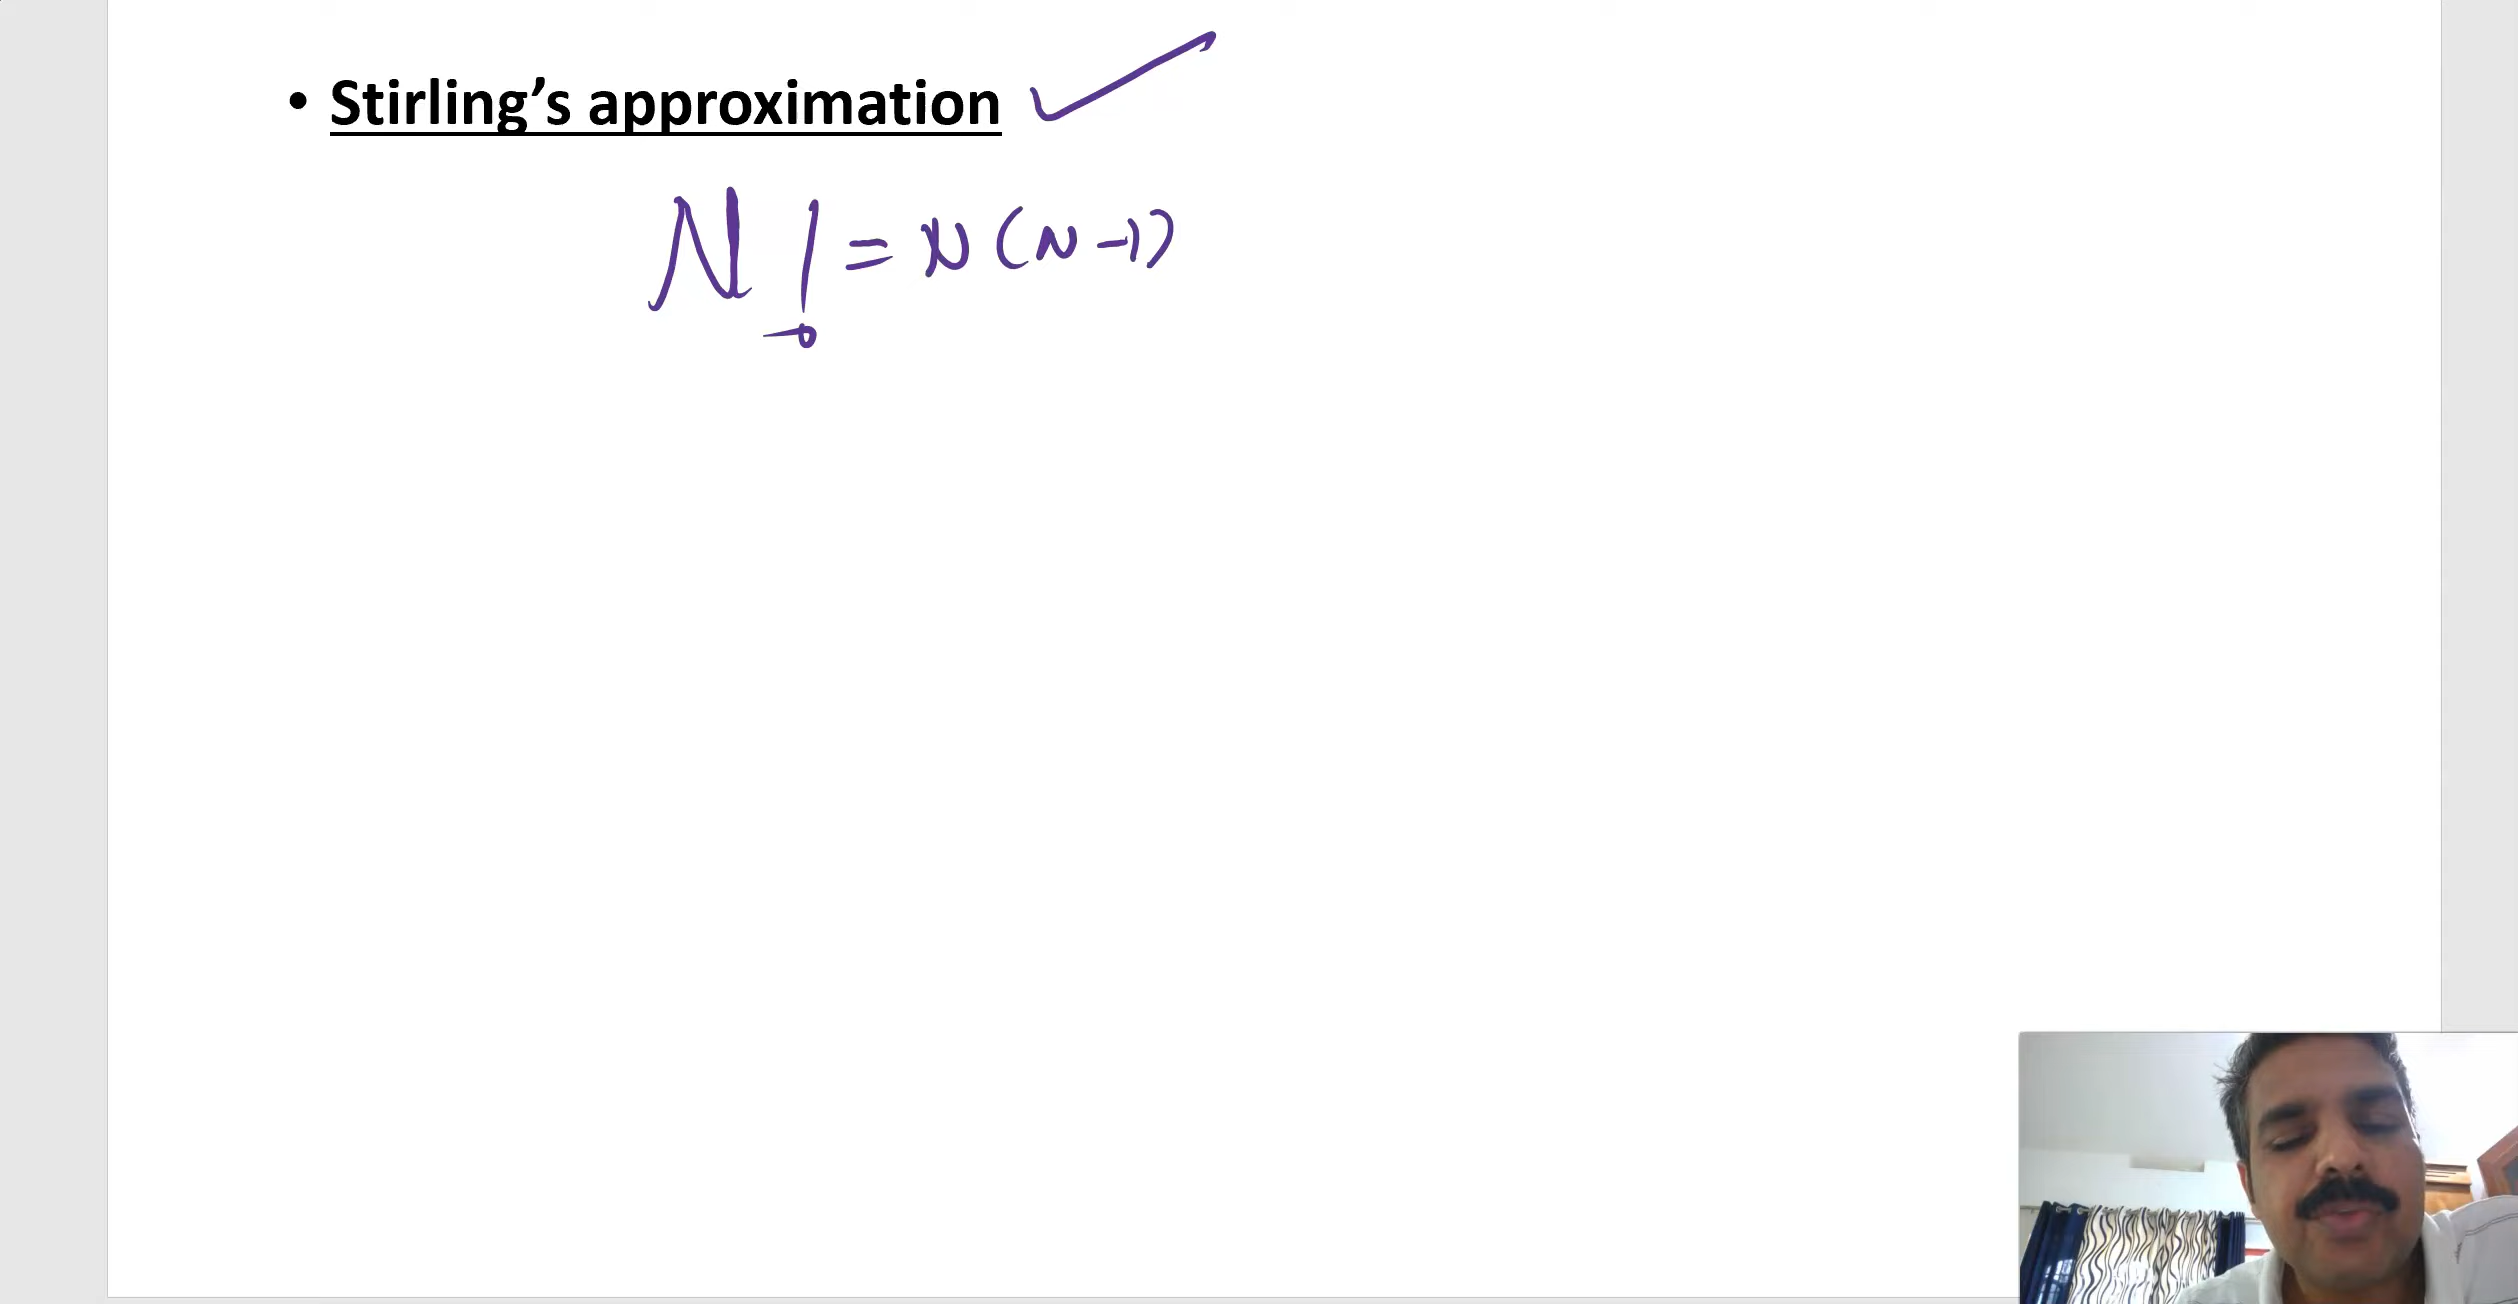 • Stirling’s approximation ✓
N! = N(N-1)